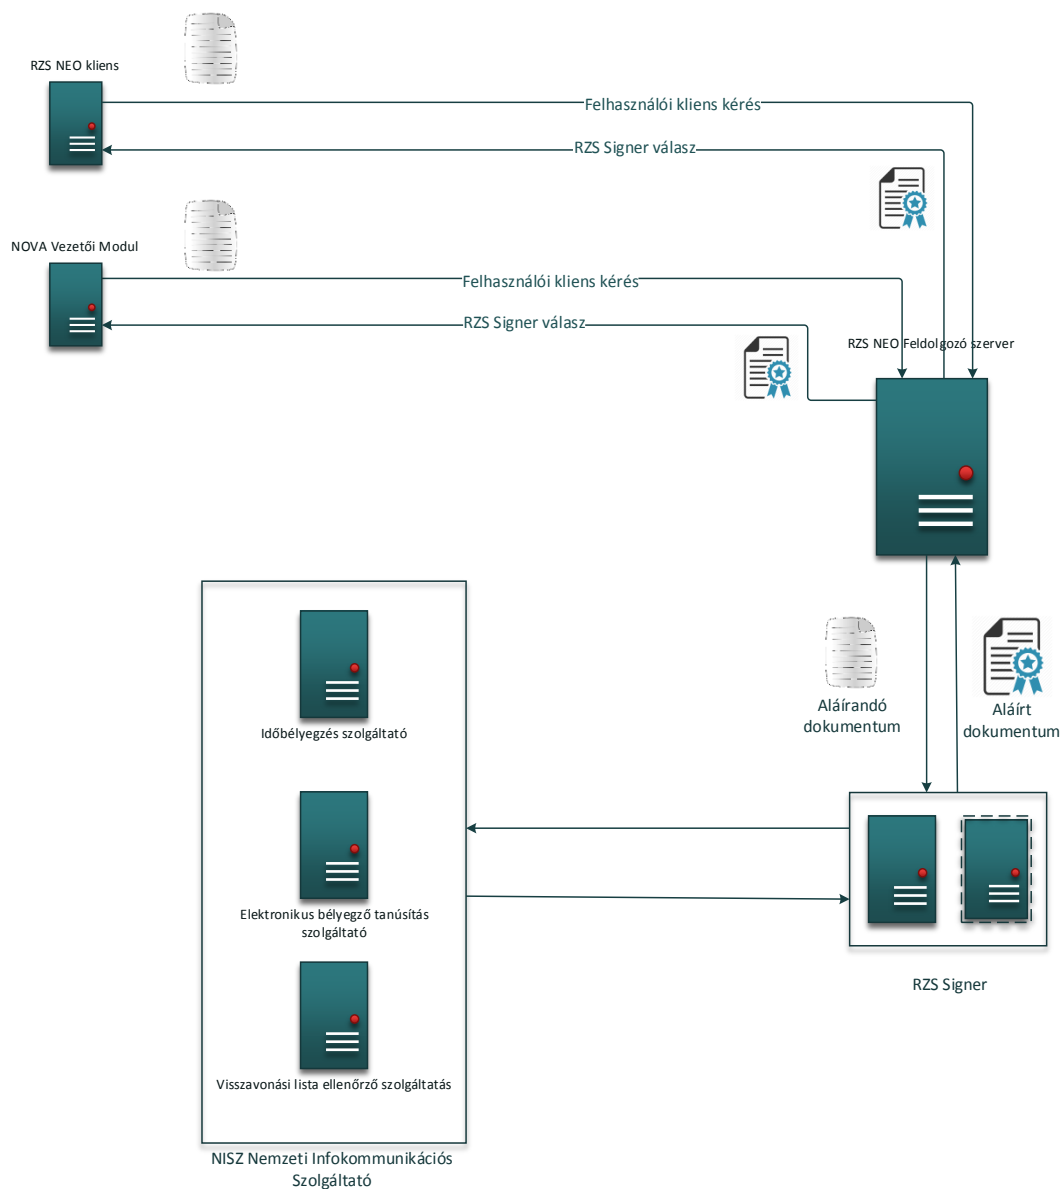 RZS NEO kliens
Felhasználói kliens kérés
RZS Signer válasz
NOVA Vezetői Modul
Felhasználói kliens kérés
RZS Signer válasz
RZS NEO Feldolgozó szerver
Időbélyegzés szolgáltató
Aláírandó
dokumentum
Aláírt
dokumentum
Elektronikus bélyegző tanúsítás
szolgáltató
RZS Signer
Visszavonási lista ellenőrző szolgáltatás
NISZ Nemzeti Infokommunikációs
Szolgáltató